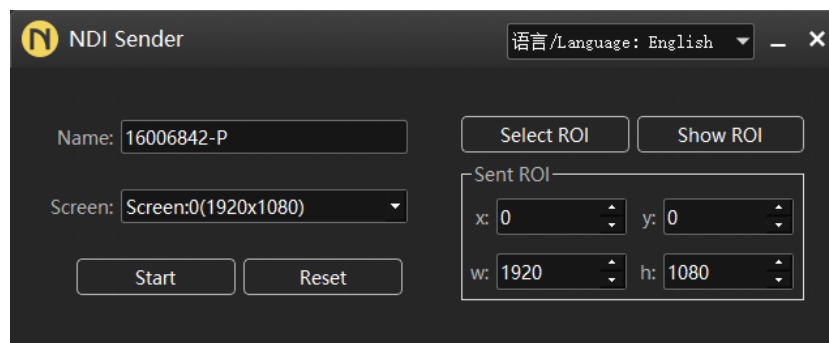 NDI Sender
语言/Language: English
Name: 16006842-P
Select ROI
Show ROI
Screen: Screen:0(1920x1080)
Sent ROI
x: 0
y: 0
Start
Reset
w: 1920
h: 1080